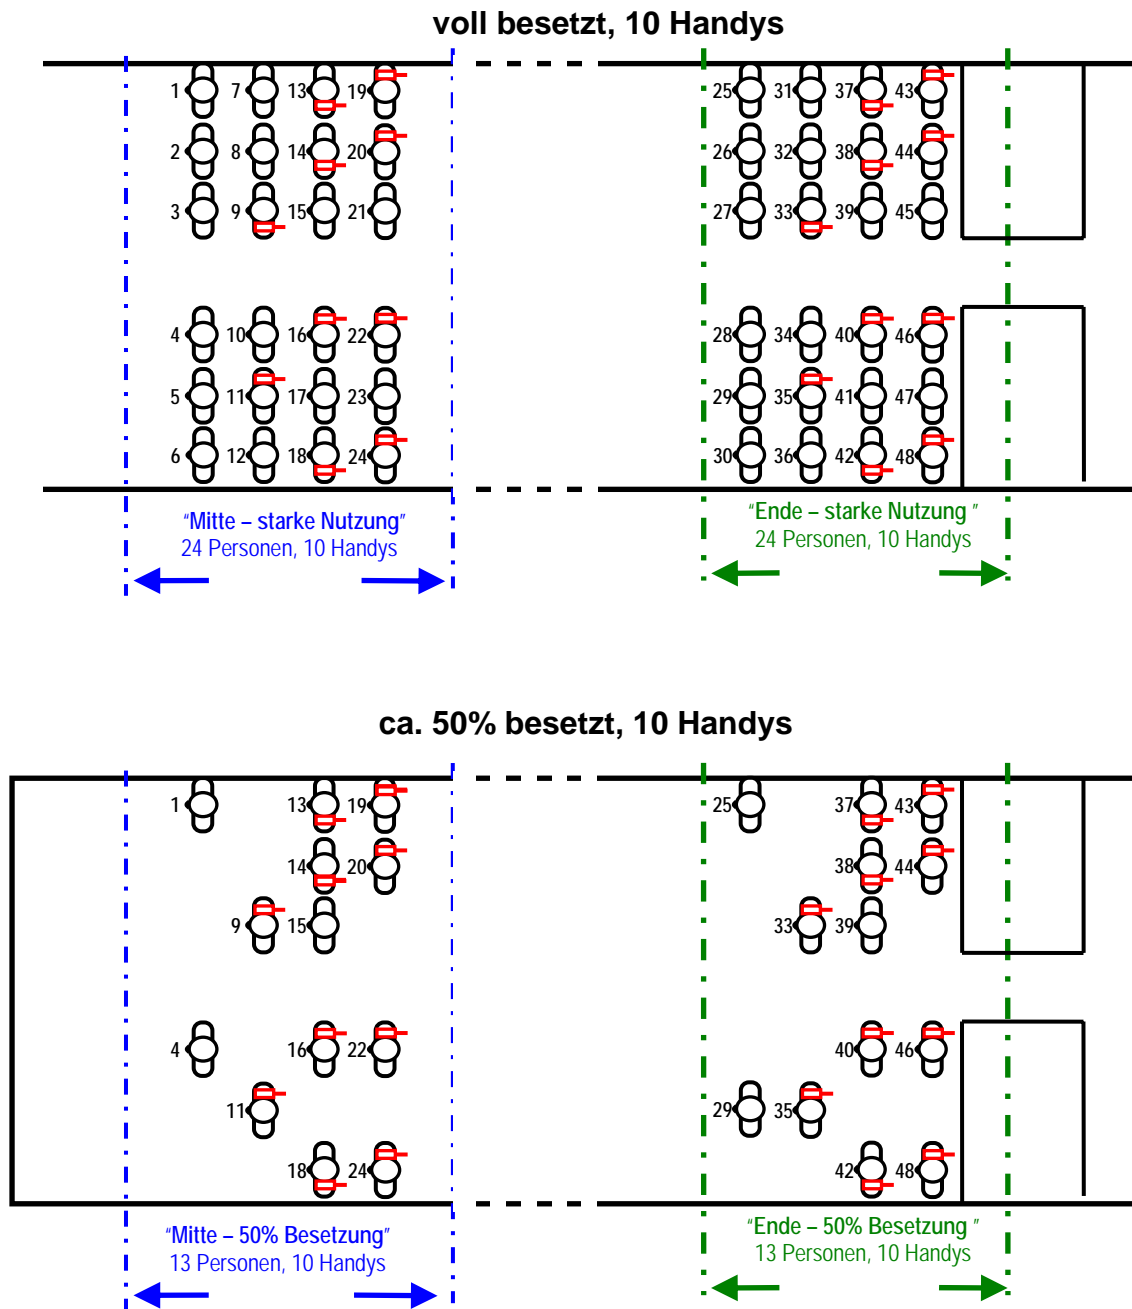 voll besetzt, 10 Handys
1 7 13 19 25 31 37 43
2 8 14 20 26 32 38 44
3 9 15 21 27 33 39 45
4 10 16 22 28 34 40 46
5 11 17 23 29 35 41 47
6 12 18 24 30 36 42 48
"Mitte – starke Nutzung"
24 Personen, 10 Handys
"Ende – starke Nutzung "
24 Personen, 10 Handys
ca. 50% besetzt, 10 Handys
1 13 19 25 37 43
14 20 38 44
9 15 33 39
4 16 22 40 46
11 29 35
18 24 42 48
"Mitte – 50% Besetzung"
13 Personen, 10 Handys
"Ende – 50% Besetzung "
13 Personen, 10 Handys